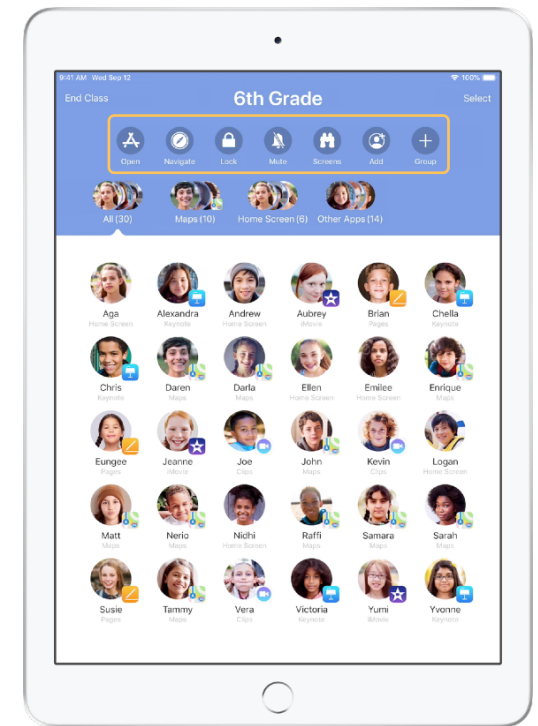 9:41 AM Wed Sep 12
100%
End Class
6th Grade
Select
Open Navigate Lock Mute Screens Add Group
All (30) Maps (10) Home Screen (6) Other Apps (14)
Aga Alexandra Andrew Aubrey Brian Chella
Home Screen Keynote Home Screen iMovie Pages Keynote
Chris Daren Darla Ellen Emilee Enrique
Keynote Maps Maps Home Screen Home Screen Maps
Eungee Jeanne Joe John Kevin Logan
Pages iMovie Clips Maps Clips Home Screen
Matt Nerio Nidhi Raffi Samara Sarah
Maps Maps Home Screen Maps Maps Maps
Susie Tammy Vera Victoria Yumi Yvonne
Pages Maps Clips Keynote iMovie Keynote